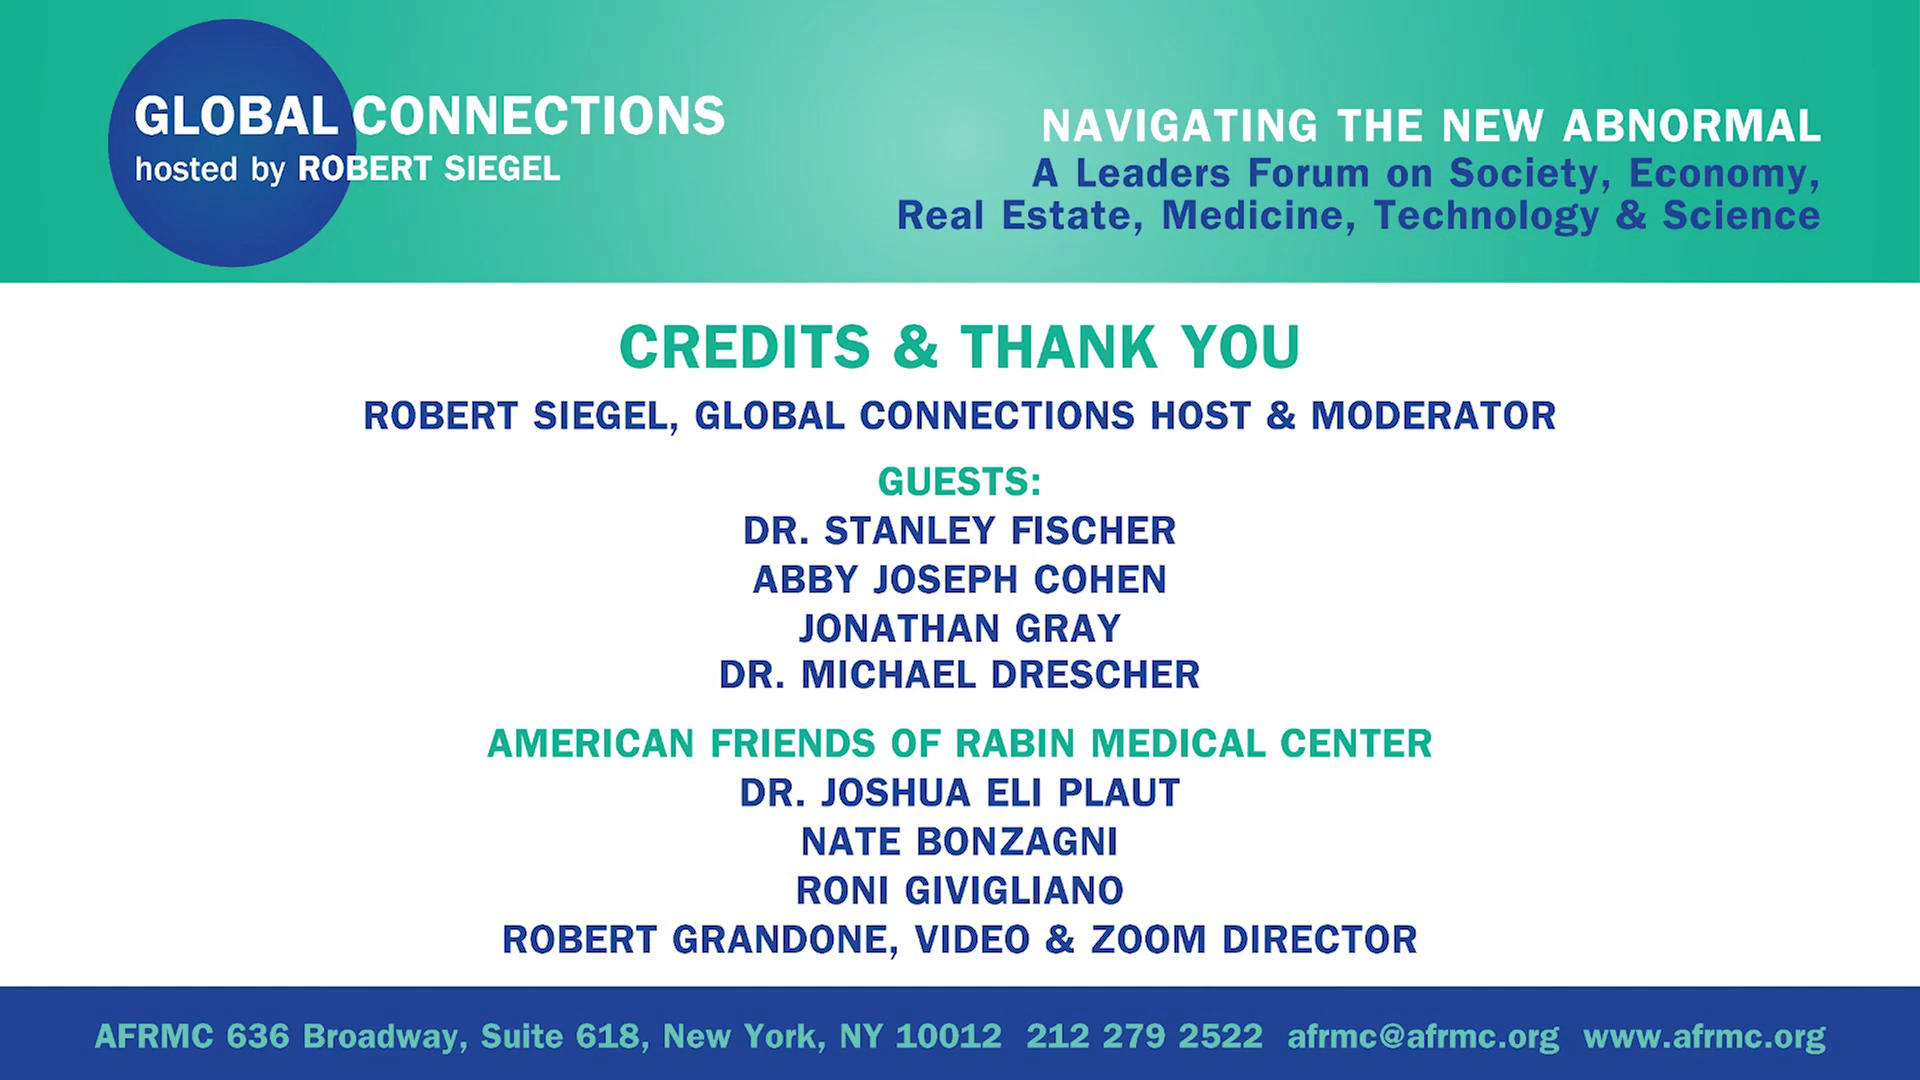 GLOBAL CONNECTIONS
hosted by ROBERT SIEGEL
NAVIGATING THE NEW ABNORMAL
A Leaders Forum on Society, Economy,
Real Estate, Medicine, Technology & Science
CREDITS & THANK YOU
ROBERT SIEGEL, GLOBAL CONNECTIONS HOST & MODERATOR
GUESTS:
DR. STANLEY FISCHER
ABBY JOSEPH COHEN
JONATHAN GRAY
DR. MICHAEL DRESCHER
AMERICAN FRIENDS OF RABIN MEDICAL CENTER
DR. JOSHUA ELI PLAUT
NATE BONZAGNI
RONI GIVIGLIANO
ROBERT GRANDONE, VIDEO & ZOOM DIRECTOR
AFRMC 636 Broadway, Suite 618, New York, NY 10012 212 279 2522 afrmc@afrmc.org www.afrmc.org